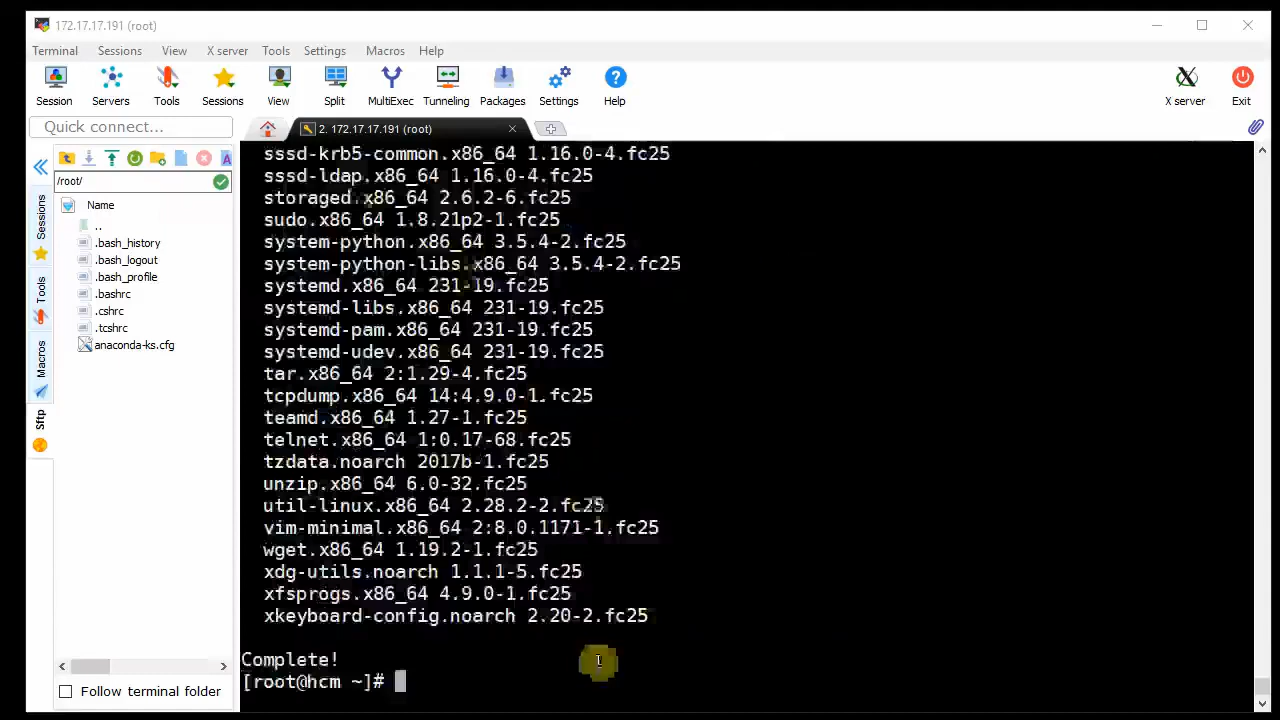 172.17.17.191 (root)
Terminal Sessions View X server Tools Settings Macros Help
Session Servers Tools Sessions View Split MultiExec Tunneling Packages Settings Help X server Exit
Quick connect...
2. 172.17.17.191 (root)
/root/
Name
..
.bash_history
.bash_logout
.bash_profile
.bashrc
.cshrc
.tcshrc
anaconda-ks.cfg
Sessions
Tools
Macros
Sftp
Follow terminal folder
sssd-krb5-common.x86_64 1.16.0-4.fc25
sssd-ldap.x86_64 1.16.0-4.fc25
storaged.x86_64 2.6.2-6.fc25
sudo.x86_64 1.8.21p2-1.fc25
system-python.x86_64 3.5.4-2.fc25
system-python-libs.x86_64 3.5.4-2.fc25
systemd.x86_64 231-19.fc25
systemd-libs.x86_64 231-19.fc25
systemd-pam.x86_64 231-19.fc25
systemd-udev.x86_64 231-19.fc25
tar.x86_64 2:1.29-4.fc25
tcpdump.x86_64 14:4.9.0-1.fc25
teamd.x86_64 1.27-1.fc25
telnet.x86_64 1:0.17-68.fc25
tzdata.noarch 2017b-1.fc25
unzip.x86_64 6.0-32.fc25
util-linux.x86_64 2.28.2-2.fc25
vim-minimal.x86_64 2:8.0.1171-1.fc25
wget.x86_64 1.19.2-1.fc25
xdg-utils.noarch 1.1.1-5.fc25
xfsprogs.x86_64 4.9.0-1.fc25
xkeyboard-config.noarch 2.20-2.fc25
Complete!
[root@hcm ~]#